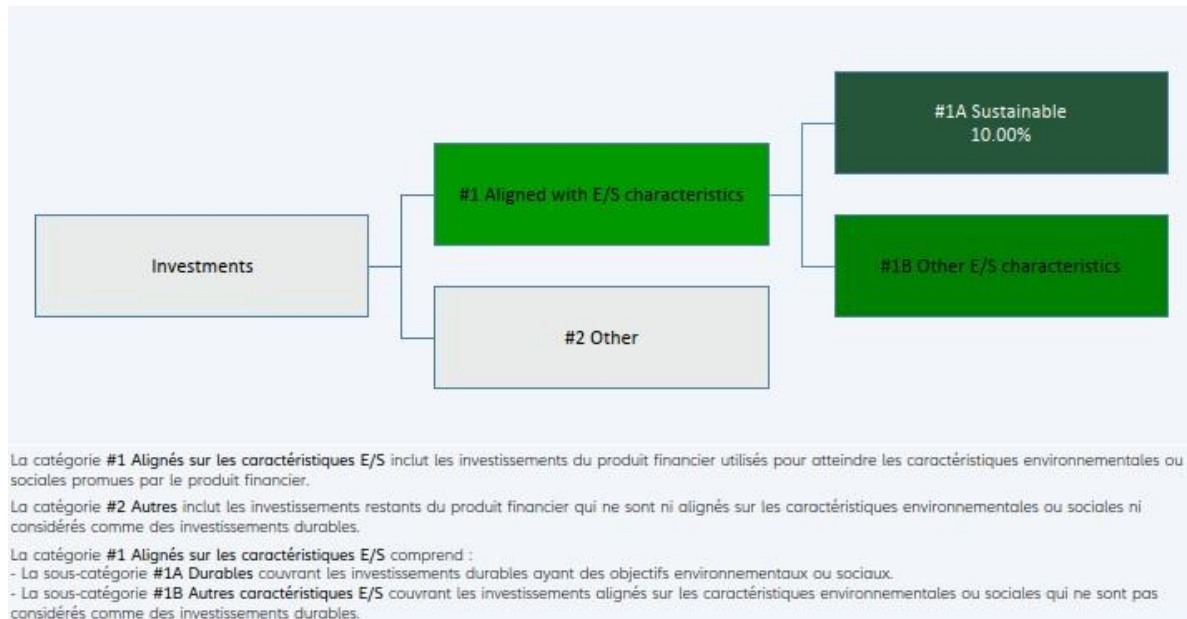 #1A Sustainable
10.00%
#1 Aligned with E/S characteristics
Investments
#1B Other E/S characteristics
#2 Other
La catégorie #1 Alignés sur les caractéristiques E/S inclut les investissements du produit financier utilisés pour atteindre les caractéristiques environnementales ou
sociales promues par le produit financier.
La catégorie #2 Autres inclut les investissements restants du produit financier qui ne sont ni alignés sur les caractéristiques environnementales ou sociales ni
considérés comme des investissements durables.
La catégorie #1 Alignés sur les caractéristiques E/S comprend :
- La sous-catégorie #1A Durables couvrant les investissements durables ayant des objectifs environnementaux ou sociaux.
- La sous-catégorie #1B Autres caractéristiques E/S couvrant les investissements alignés sur les caractéristiques environnementales ou sociales qui ne sont pas
considérés comme des investissements durables.